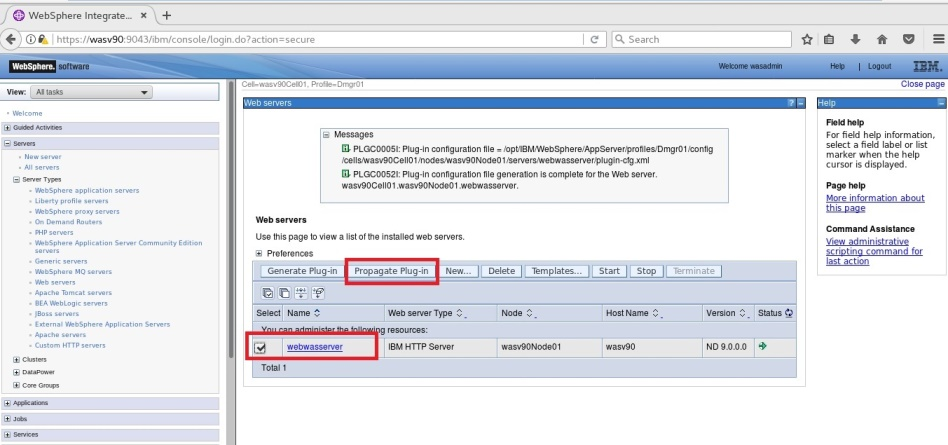 WebSphere Integrate...
https://wasv90:9043/ibm/console/login.do?action=secure
Search
WebSphere. software
Welcome wasadmin
Help | Logout
IBM.
View: All tasks
Cell=wasv90Cell01, Profile=Dmgr01
Close page
Welcome
Guided Activities
Servers
New server
All servers
Server Types
WebSphere application servers
Liberty profile servers
WebSphere proxy servers
On Demand Routers
PHP servers
WebSphere Application Server Community Edition
servers
Generic servers
WebSphere MQ servers
Web servers
Apache Tomcat servers
BEA WebLogic servers
JBoss servers
External WebSphere Application Servers
Apache servers
Custom HTTP servers
Clusters
DataPower
Core Groups
Applications
Jobs
Services
Web servers
Messages
PLGC0005I: Plug-in configuration file = /opt/IBM/WebSphere/AppServer/profiles/Dmgr01/config
/cells/wasv90Cell01/nodes/wasv90Node01/servers/webwasserver/plugin-cfg.xml
PLGC0052I: Plug-in configuration file generation is complete for the Web server.
wasv90Cell01.wasv90Node01.webwasserver.
Web servers
Use this page to view a list of the installed web servers.
Preferences
Generate Plug-in Propagate Plug-in New... Delete Templates... Start Stop Terminate
Select Name Web server Type Node Host Name Version Status
You can administer the following resources:
webwasserver IBM HTTP Server wasv90Node01 wasv90 ND 9.0.0.0
Total 1
Help
Field help
For field help information,
select a field label or list
marker when the help
cursor is displayed.
Page help
More information about
this page
Command Assistance
View administrative
scripting command for
last action